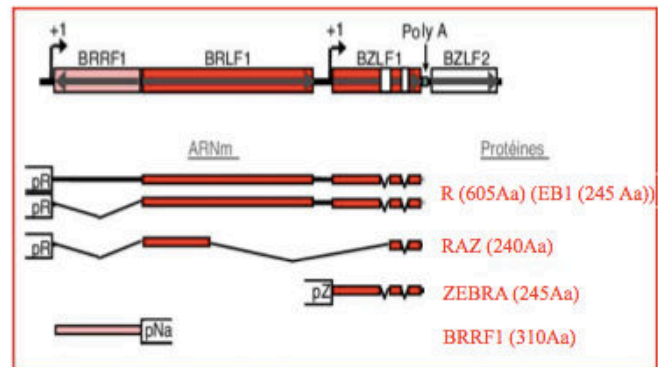 +1 +1 Poly A
BRRF1 BRLF1 BZLF1 BZLF2
ARNm Protéines
pR
pR
R (605Aa) (EB1 (245 Aa))
pR RAZ (240Aa)
pZ ZEBRA (245Aa)
pNa BRRF1 (310Aa)